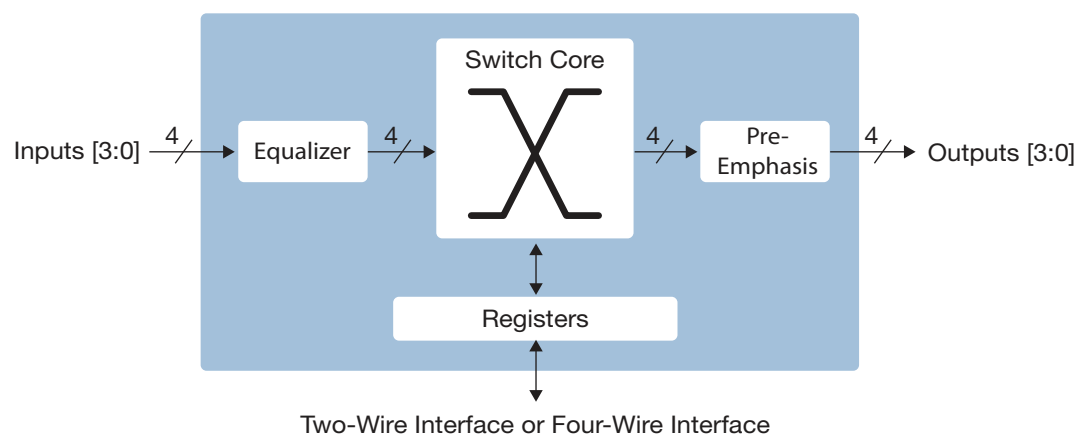 Switch Core
Inputs [3:0]
4
Equalizer
4
4
Pre-
Emphasis
4
Outputs [3:0]
Registers
Two-Wire Interface or Four-Wire Interface